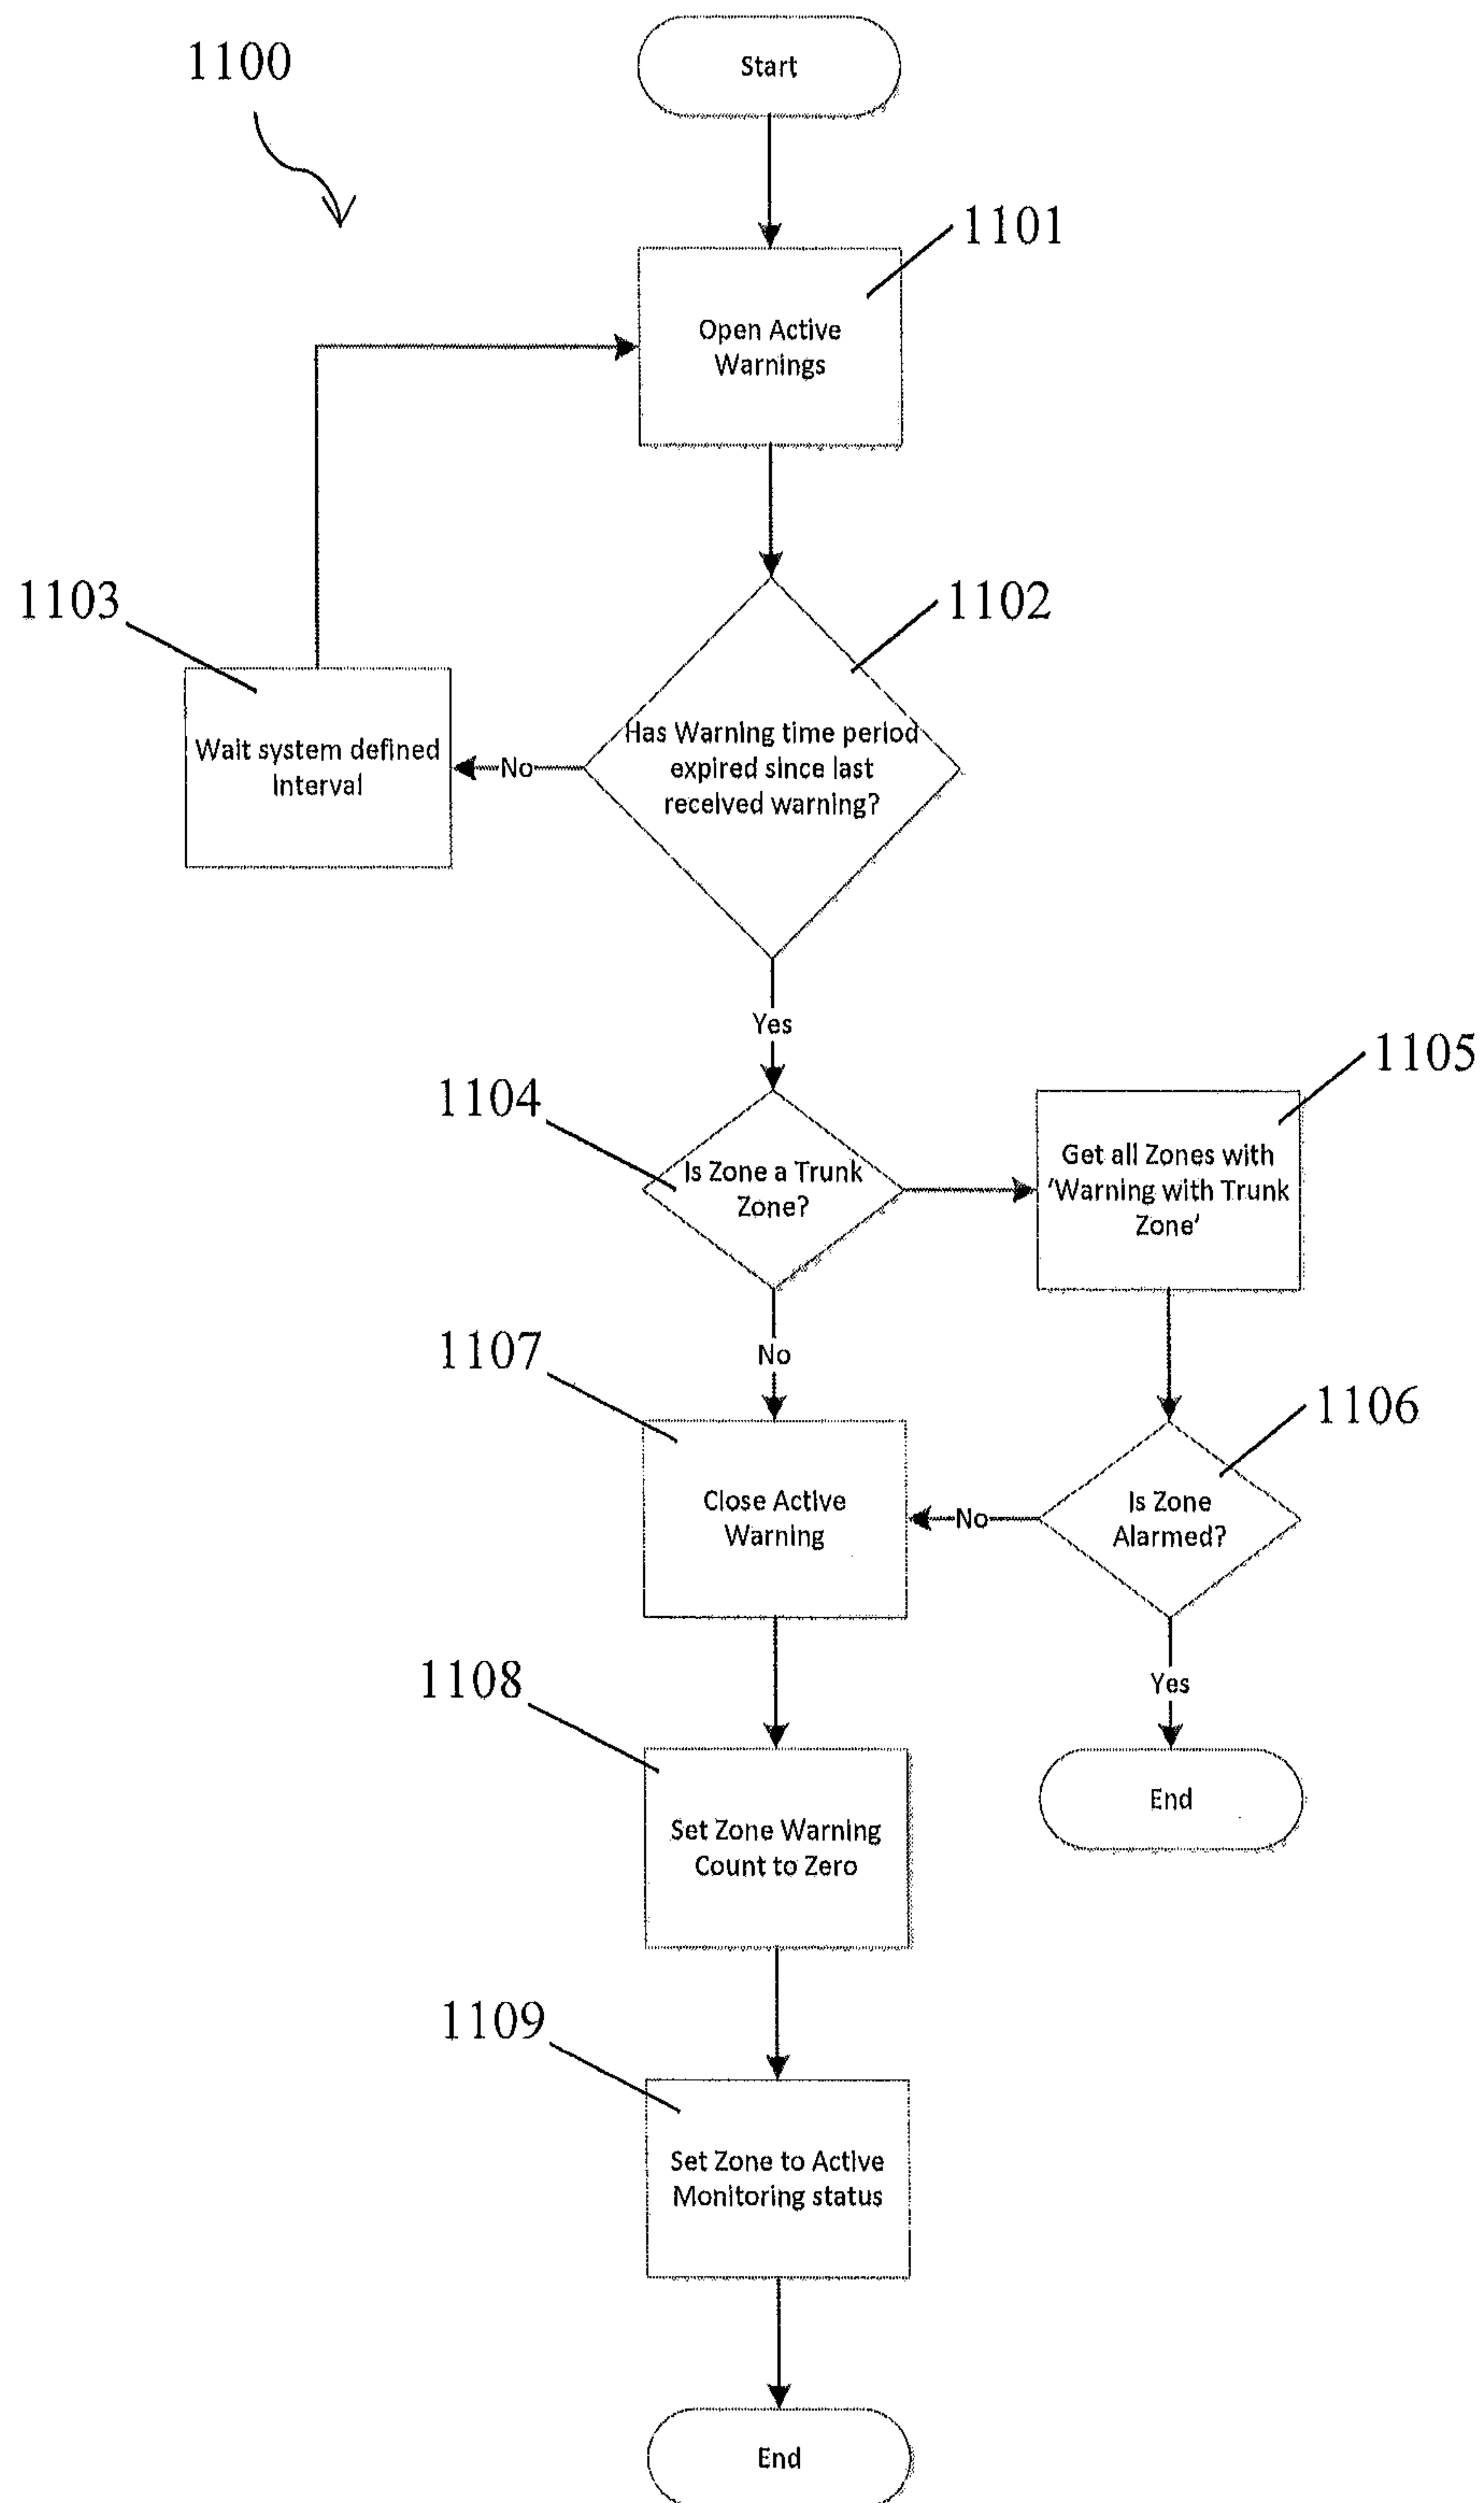 1100
Start
1101
Open Active
Warnings
1103
1102
Wait system defined
interval
No
Has Warning time period
expired since last
received warning?
Yes
1104
1105
Is Zone a Trunk
Zone?
Get all Zones with
'Warning with Trunk
Zone'
No
1107
1106
Close Active
Warning
No
Is Zone
Alarmed?
1108
Yes
Set Zone Warning
Count to Zero
End
1109
Set Zone to Active
Monitoring status
End